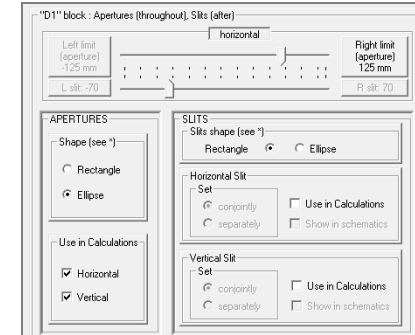 "D1" block : Apertures (throughout), Slits (after)
horizontal
Left limit
(aperture)
-125 mm
Right limit
(aperture)
125 mm
L slit: -70
R slit: 70
APERTURES
Shape (see *)
Rectangle
Ellipse
Use in Calculations
Horizontal
Vertical
SLITS
Slits shape (see *)
Rectangle Ellipse
Horizontal Slit
Set
conjointly
separately
Use in Calculations
Show in schematics
Vertical Slit
Set
conjointly
separately
Use in Calculations
Show in schematics